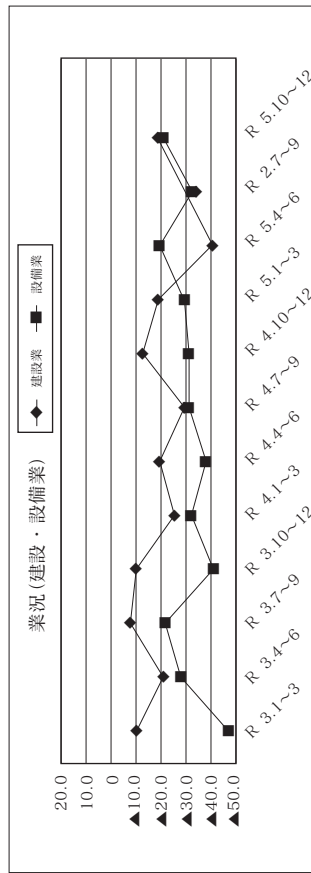 業況（建設・設備業）
建設業 設備業
20.0
10.0
0
▲10.0
▲20.0
▲30.0
▲40.0
▲50.0
R 3.1～3
R 3.4～6
R 3.7～9
R 3.10～12
R 4.1～3
R 4.4～6
R 4.7～9
R 4.10～12
R 5.1～3
R 5.4～6
R 2.7～9
R 5.10～12